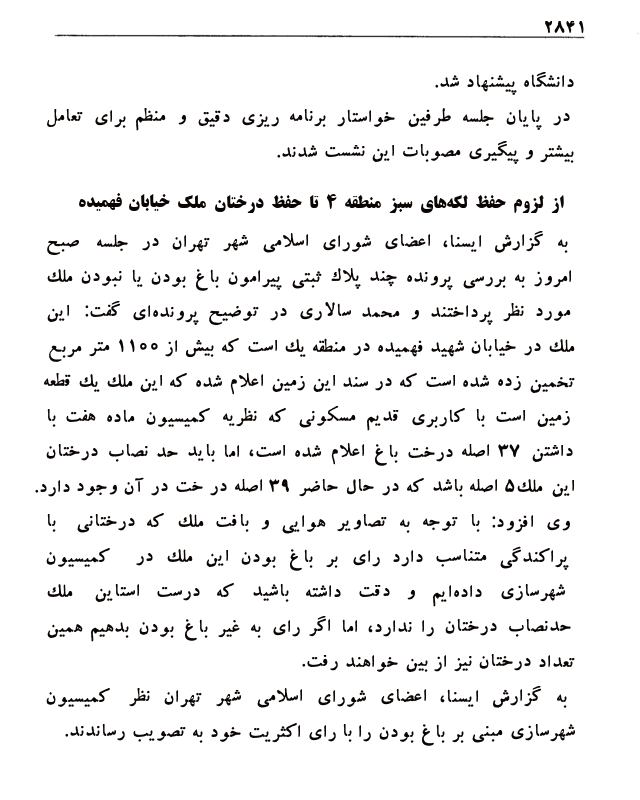 ۲۸۴۱
دانشگاه پیشنهاد شد.
در پایان جلسه طرفین خواستار برنامه ریزی دقیق و منظم برای تعامل
بیشتر و پیگیری مصوبات این نشست شدند.
از لزوم حفظ لکه‌های سبز منطقه ۴ تا حفظ درختان ملک خیابان فهمیده
به گزارش ایسنا، اعضای شورای اسلامی شهر تهران در جلسه صبح
امروز به بررسی پرونده چند پلاك ثبتی پیرامون باغ بودن یا نبودن ملك
مورد نظر پرداختند و محمد سالاری در توضیح پرونده‌ای گفت: این
ملك در خیابان شهید فهمیده در منطقه یك است که بیش از ۱۱۰۰ متر مربع
تخمین زده شده است که در سند این زمین اعلام شده که این ملك یك قطعه
زمین است با کاربری قدیم مسکونی که نظریه کمیسیون ماده هفت با
داشتن ۳۷ اصله درخت باغ اعلام شده است، اما باید حد نصاب درختان
این ملك۵ اصله باشد که در حال حاضر ۳۹ اصله در خت در آن وجود دارد.
وی افزود: با توجه به تصاویر هوایی و بافت ملك که درختانی با
پراکندگی متناسب دارد رای بر باغ بودن این ملك در کمیسیون
شهرسازی داده‌ایم و دقت داشته باشید که درست استاین ملك
حدنصاب درختان را ندارد، اما اگر رای به غیر باغ بودن بدهیم همین
تعداد درختان نیز از بین خواهند رفت.
به گزارش ایسنا، اعضای شورای اسلامی شهر تهران نظر کمیسیون
شهرسازی مبنی بر باغ بودن را با رای اکثریت خود به تصویب رساندند.